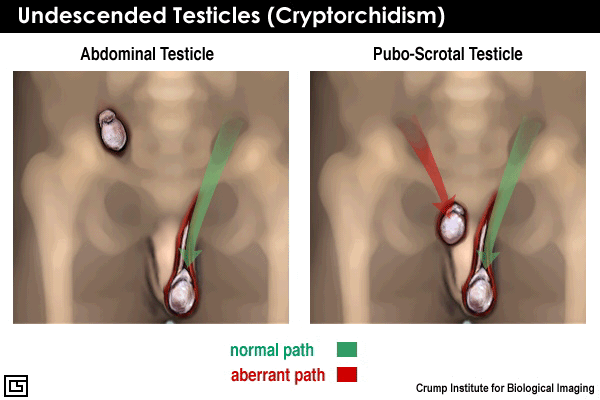 Undescended Testicles (Cryptorchidism)
Abdominal Testicle
Pubo-Scrotal Testicle
normal path
aberrant path
Crump Institute for Biological Imaging